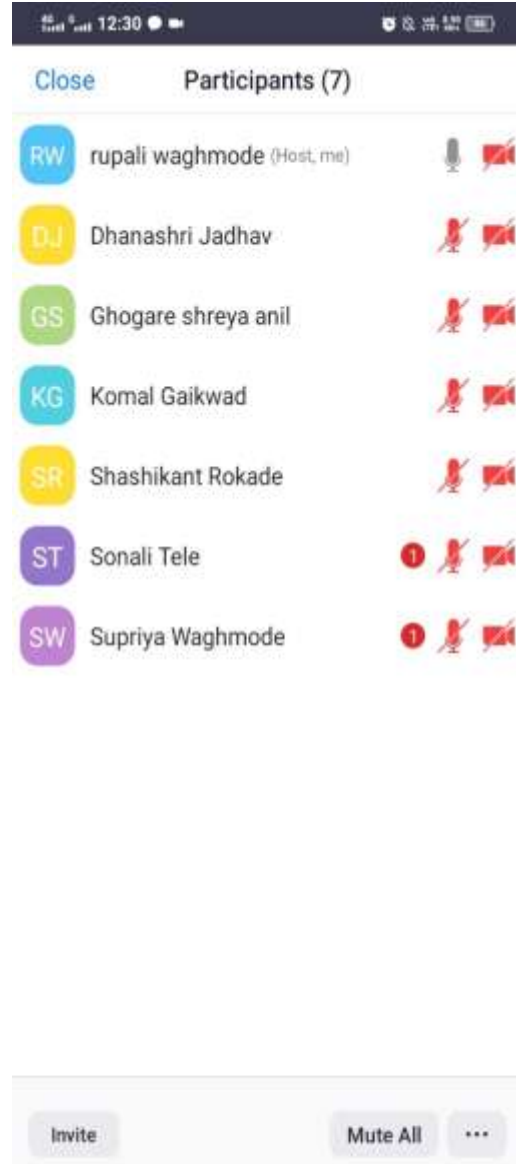 12:30
Close Participants (7)
RW rupali waghmode (Host, me)
DJ Dhanashri Jadhav
GS Ghogare shreya anil
KG Komal Gaikwad
SR Shashikant Rokade
ST Sonali Tele 1
SW Supriya Waghmode 1
Invite Mute All ...